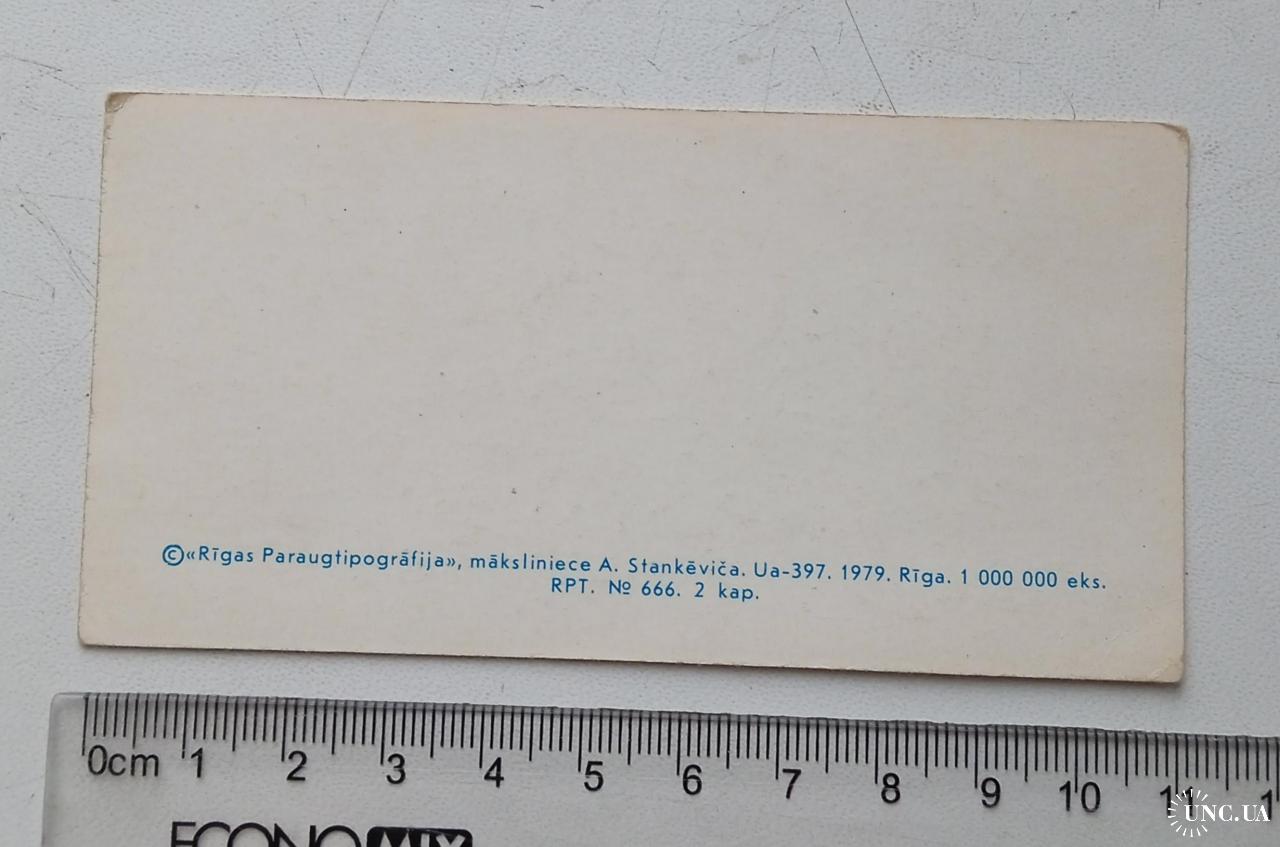 ©«Rīgas Paraugtipogrāfija», māksliniece A. Stankēviča. Ua-397. 1979. Rīga. 1 000 000 eks.
RPT. № 666. 2 kap.
0cm 1 2 3 4 5 6 7 8 9 10 11
UNC.UA
ECONOMIX